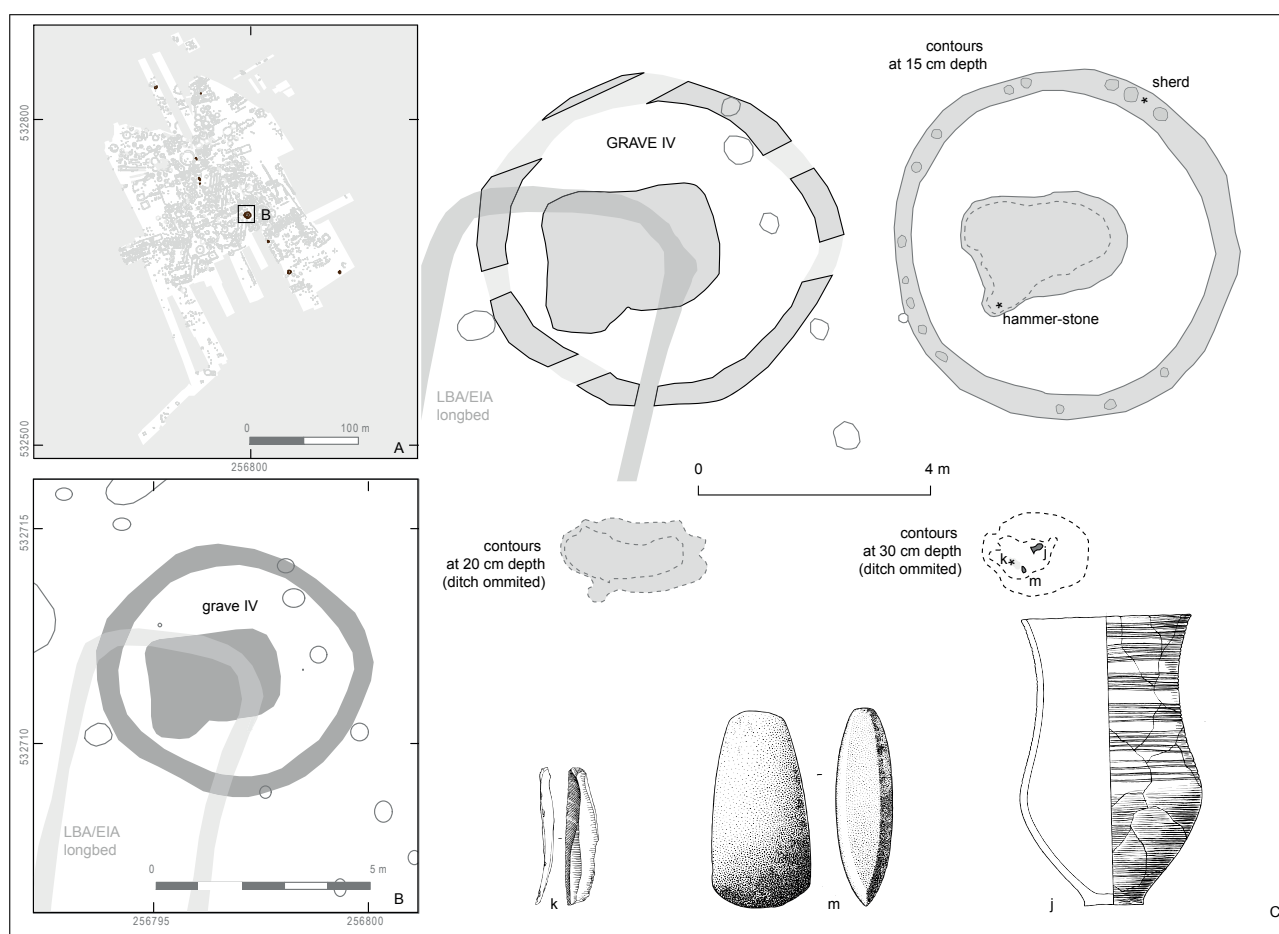 532800
532500
256800
0
100 m
B
A
GRAVE IV
LBA/EIA
longbed
contours
at 15 cm depth
sherd
hammer-stone
0
4 m
532715
532710
256795
256800
grave IV
LBA/EIA
longbed
0
5 m
B
contours
at 20 cm depth
(ditch ommited)
contours
at 30 cm depth
(ditch ommited)
k
j
m
k
m
j
C